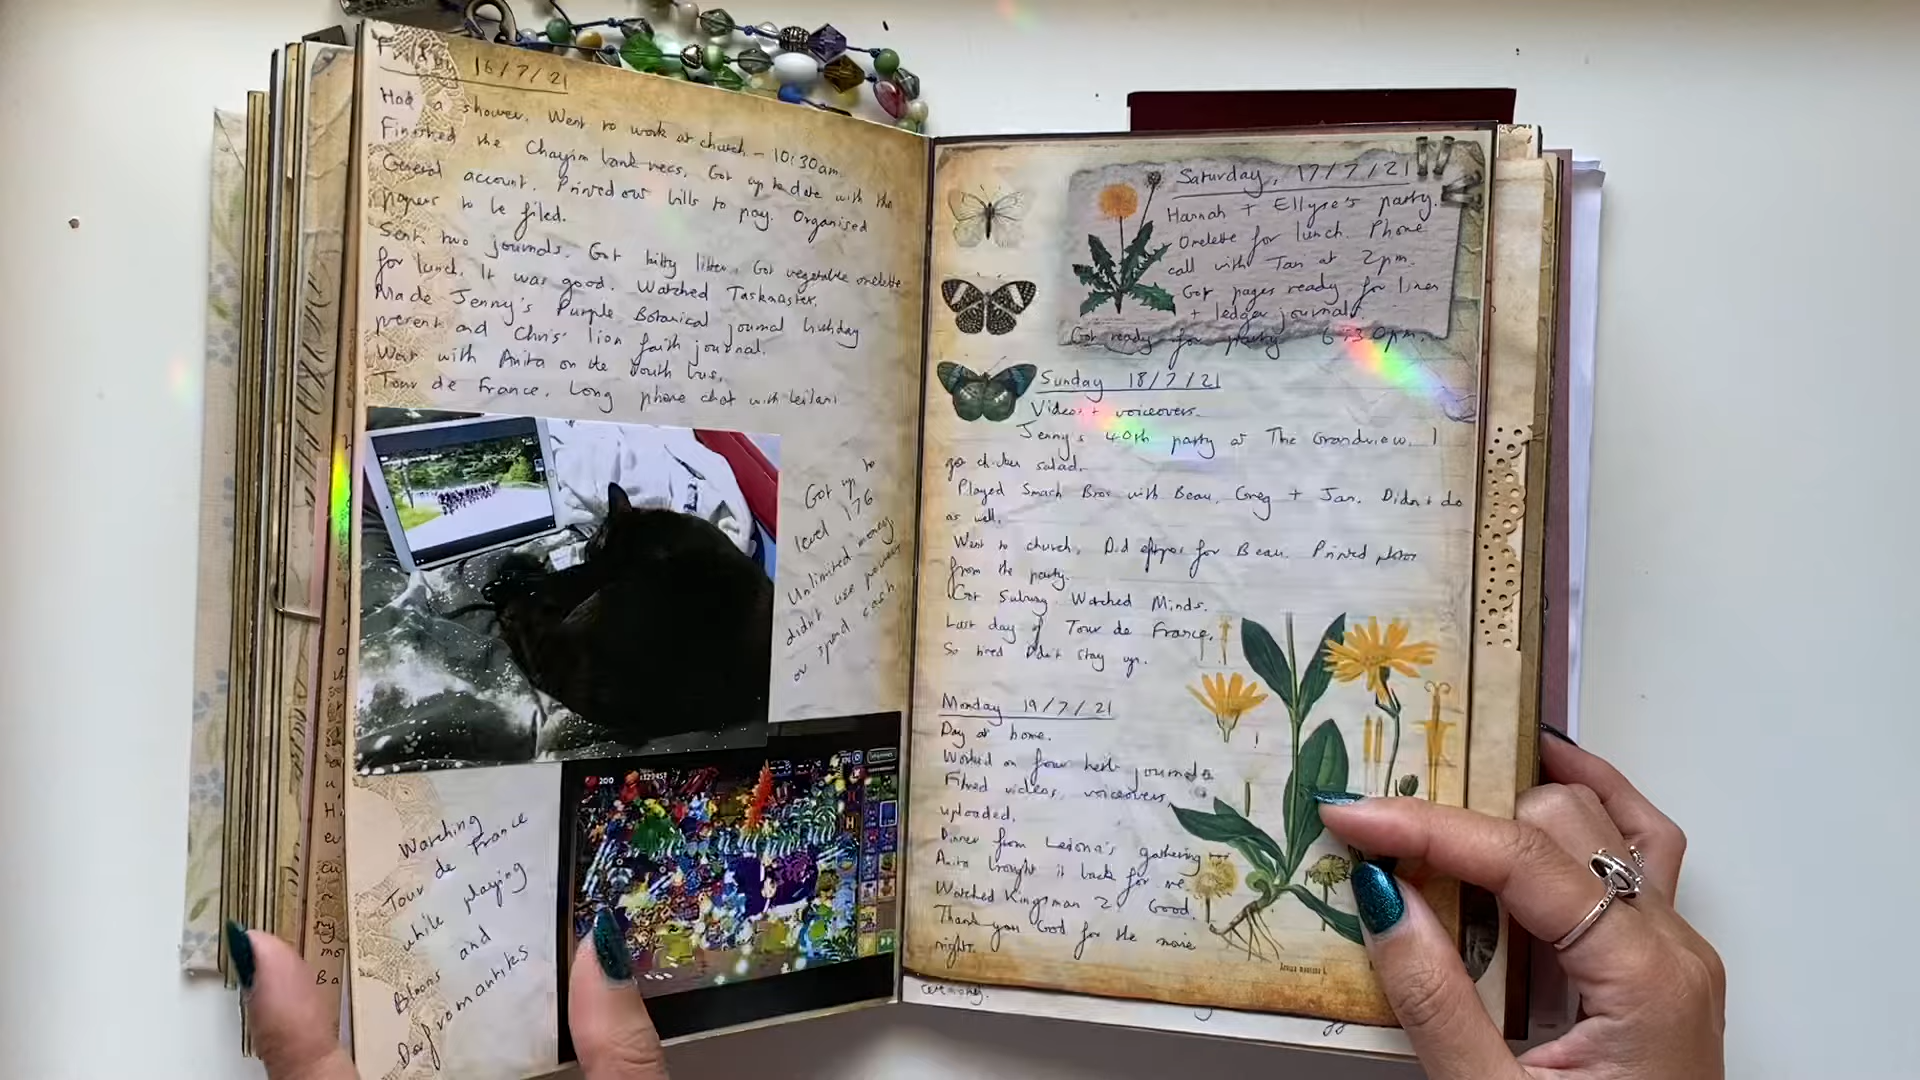 Friday 16/7/21
Had a shower. Went to work at church - 10:30am.
Finished the Chayim bank recs. Got up to date with the
General account. Printed out bills to pay. Organised
papers to be filed.
Sent two journals. Got kitty litter. Got vegetable omelette
for lunch. It was good. Watched Taskmaster.
Made Jenny's Purple Botanical journal birthday
present and Chris' lion faith journal.
Went with Anita on the youth bus.
Tour de France. Long phone chat with Leilani
Got up to
level 176
Unlimited money,
didn't use powers
or spend cash
Watching
Tour de France
while playing
Bloons and
Dorfromantiks
200
Saturday, 17/7/21
Hannah + Ellyse's party.
Omelette for lunch. Phone
call with Jan at 2pm.
Got pages ready for linen
+ ledger journals.
Got ready for party 6:30pm.
Sunday 18/7/21
Videos + voiceovers.
Jenny's 40th party at The Grandview. I
got chicken salad.
Played Smash Bros with Beau, Greg + Jan. Didn't do
as well.
Went to church. Did eftpos for Beau. Printed photos
from the party.
Got Subway. Watched Minds.
Last day of Tour de France.
So tired. Didn't stay up.
Monday 19/7/21
Day at home.
Worked on four herb journals
Filmed videos, voiceovers,
uploaded.
Dinner from Ledona's gathering
Anita brought it back for me.
Watched Kingsman 2. Good.
Thank you God for the movie
night.
ceremony.